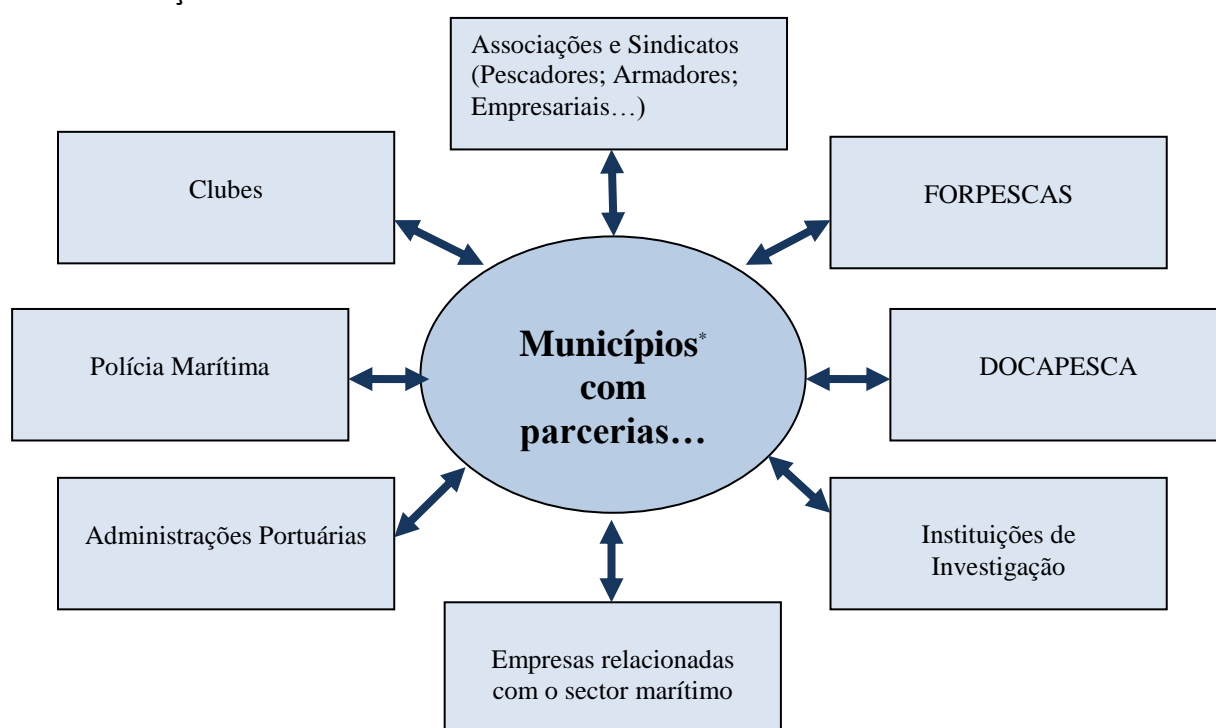 Associações e Sindicatos
(Pescadores; Armadores;
Empresariais…)
Clubes
FORPESCAS
Municípios*
com
parcerias…
Polícia Marítima
DOCAPESCA
Administrações Portuárias
Instituições de
Investigação
Empresas relacionadas
com o sector marítimo